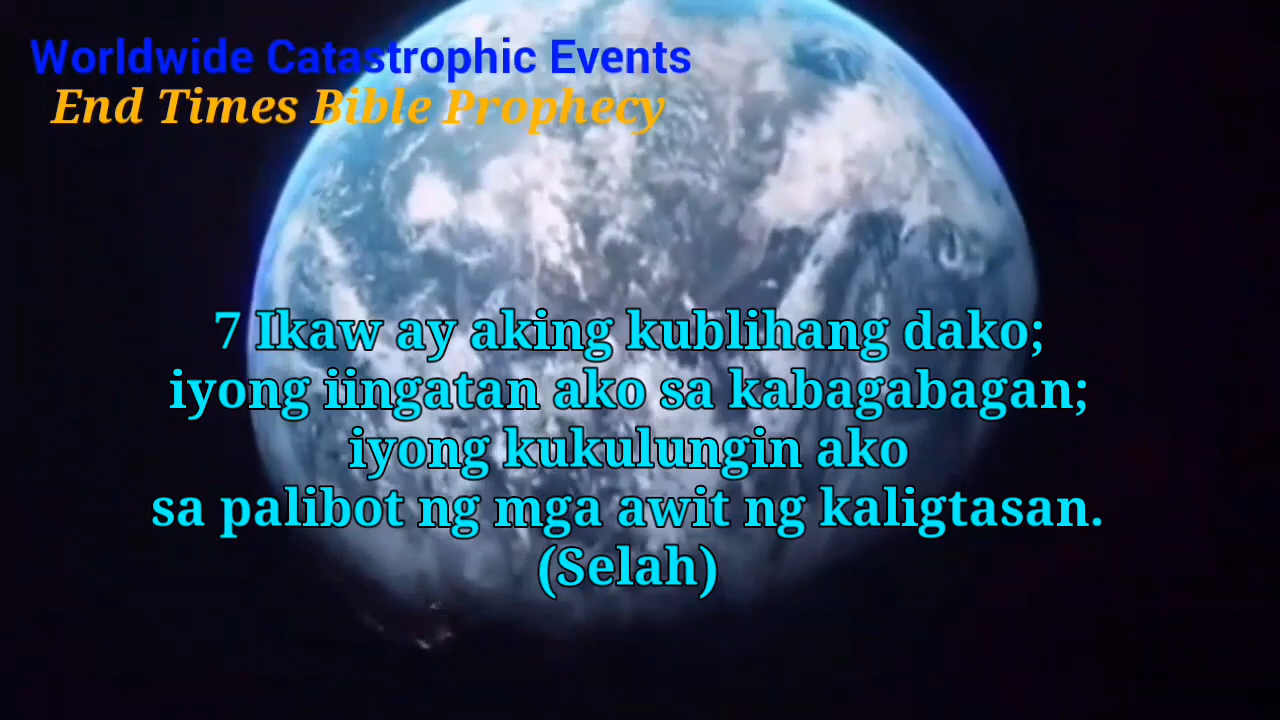 Worldwide Catastrophic Events
End Times Bible Prophecy
7 Ikaw ay aking kublihang dako;
iyong iingatan ako sa kabagabagan;
iyong kukulungin ako
sa palibot ng mga awit ng kaligtasan.
(Selah)